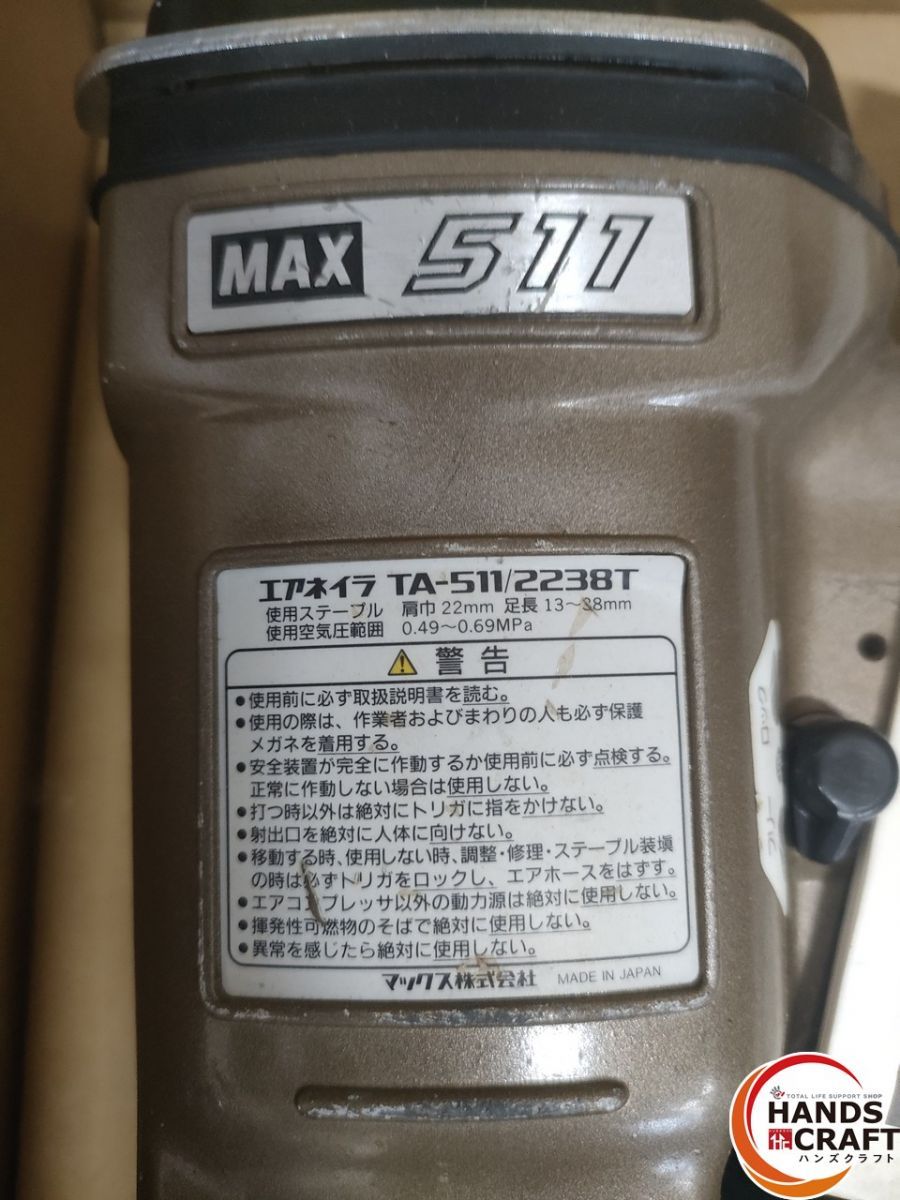 MAX 511
エアネイラ TA-511/2238T
使用ステープル 肩巾 22mm 足長 13～38mm
使用空気圧範囲 0.49～0.69MPa
警告
●使用前に必ず取扱説明書を読む。
●使用の際は、作業者およびまわりの人も必ず保護
メガネを着用する。
●安全装置が完全に作動するか使用前に必ず点検する。
正常に作動しない場合は使用しない。
●打つ時以外は絶対にトリガに指をかけない。
●射出口を絶対に人体に向けない。
●移動する時、使用しない時、調整・修理・ステープル装塡
の時は必ずトリガをロックし、エアホースをはずす。
●エアコンプレッサ以外の動力源は絶対に使用しない。
●揮発性可燃物のそばで絶対に使用しない。
●異常を感じたら絶対に使用しない。
マックス株式会社 MADE IN JAPAN
TOTAL LIFE SUPPORT SHOP
HANDS
CRAFT
ハンズクラフト